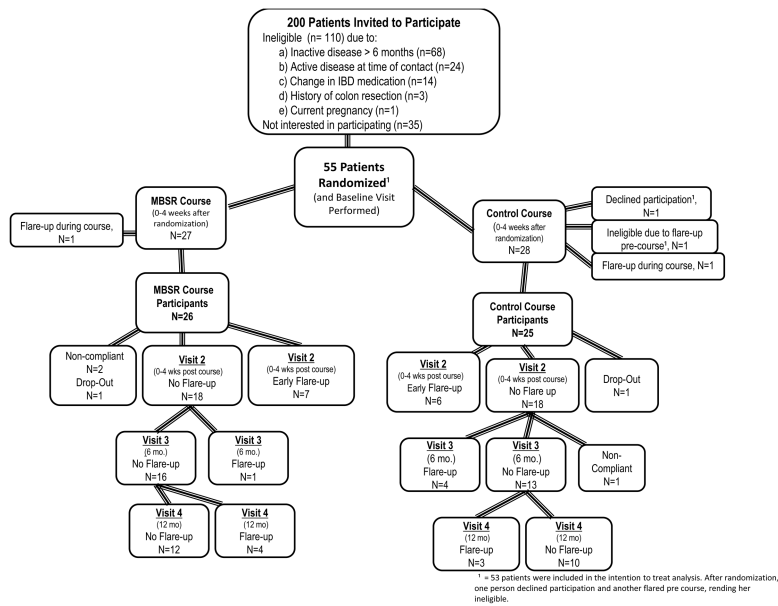 200 Patients Invited to Participate
Ineligible (n= 110) due to:
a) Inactive disease > 6 months (n=68)
b) Active disease at time of contact (n=24)
c) Change in IBD medication (n=14)
d) History of colon resection (n=3)
e) Current pregnancy (n=1)
Not interested in participating (n=35)
55 Patients
Randomized¹
(and Baseline Visit
Performed)
MBSR Course
(0-4 weeks after
randomization)
N=27
Flare-up during course,
N=1
Control Course
(0-4 weeks after
randomization)
N=28
Declined participation¹,
N=1
Ineligible due to flare-up
pre-course¹, N=1
Flare-up during course, N=1
MBSR Course
Participants
N=26
Control Course
Participants
N=25
Non-compliant
N=2
Drop-Out
N=1
Visit 2
(0-4 wks post course)
No Flare-up
N=18
Visit 2
(0-4 wks post course)
Early Flare-up
N=7
Visit 2
(0-4 wks post course)
Early Flare-up
N=6
Visit 2
(0-4 wks post course)
No Flare up
N=18
Drop-Out
N=1
Visit 3
(6 mo.)
No Flare-up
N=16
Visit 3
(6 mo.)
Flare-up
N=1
Visit 3
(6 mo.)
Flare-up
N=4
Visit 3
(6 mo.)
No Flare-up
N=13
Non-
Compliant
N=1
Visit 4
(12 mo)
No Flare-up
N=12
Visit 4
(12 mo)
Flare-up
N=4
Visit 4
(12 mo)
Flare-up
N=3
Visit 4
(12 mo)
No Flare-up
N=10
¹ = 53 patients were included in the intention to treat analysis. After randomization,
one person declined participation and another flared pre course, rending her
ineligible.